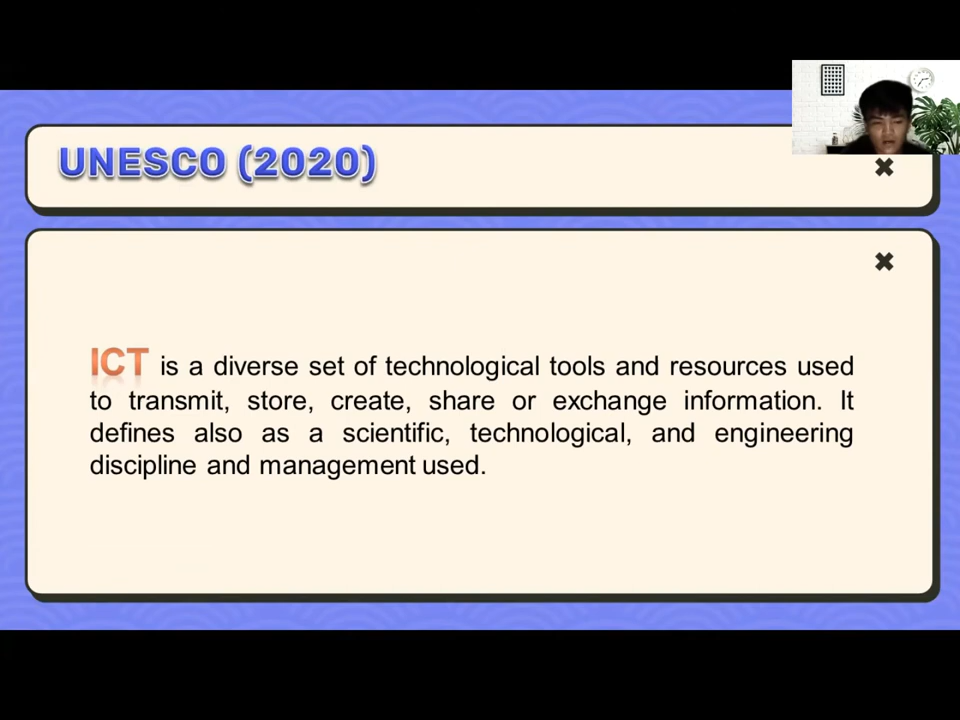 UNESCO (2020)
ICT is a diverse set of technological tools and resources used
to transmit, store, create, share or exchange information. It
defines also as a scientific, technological, and engineering
discipline and management used.